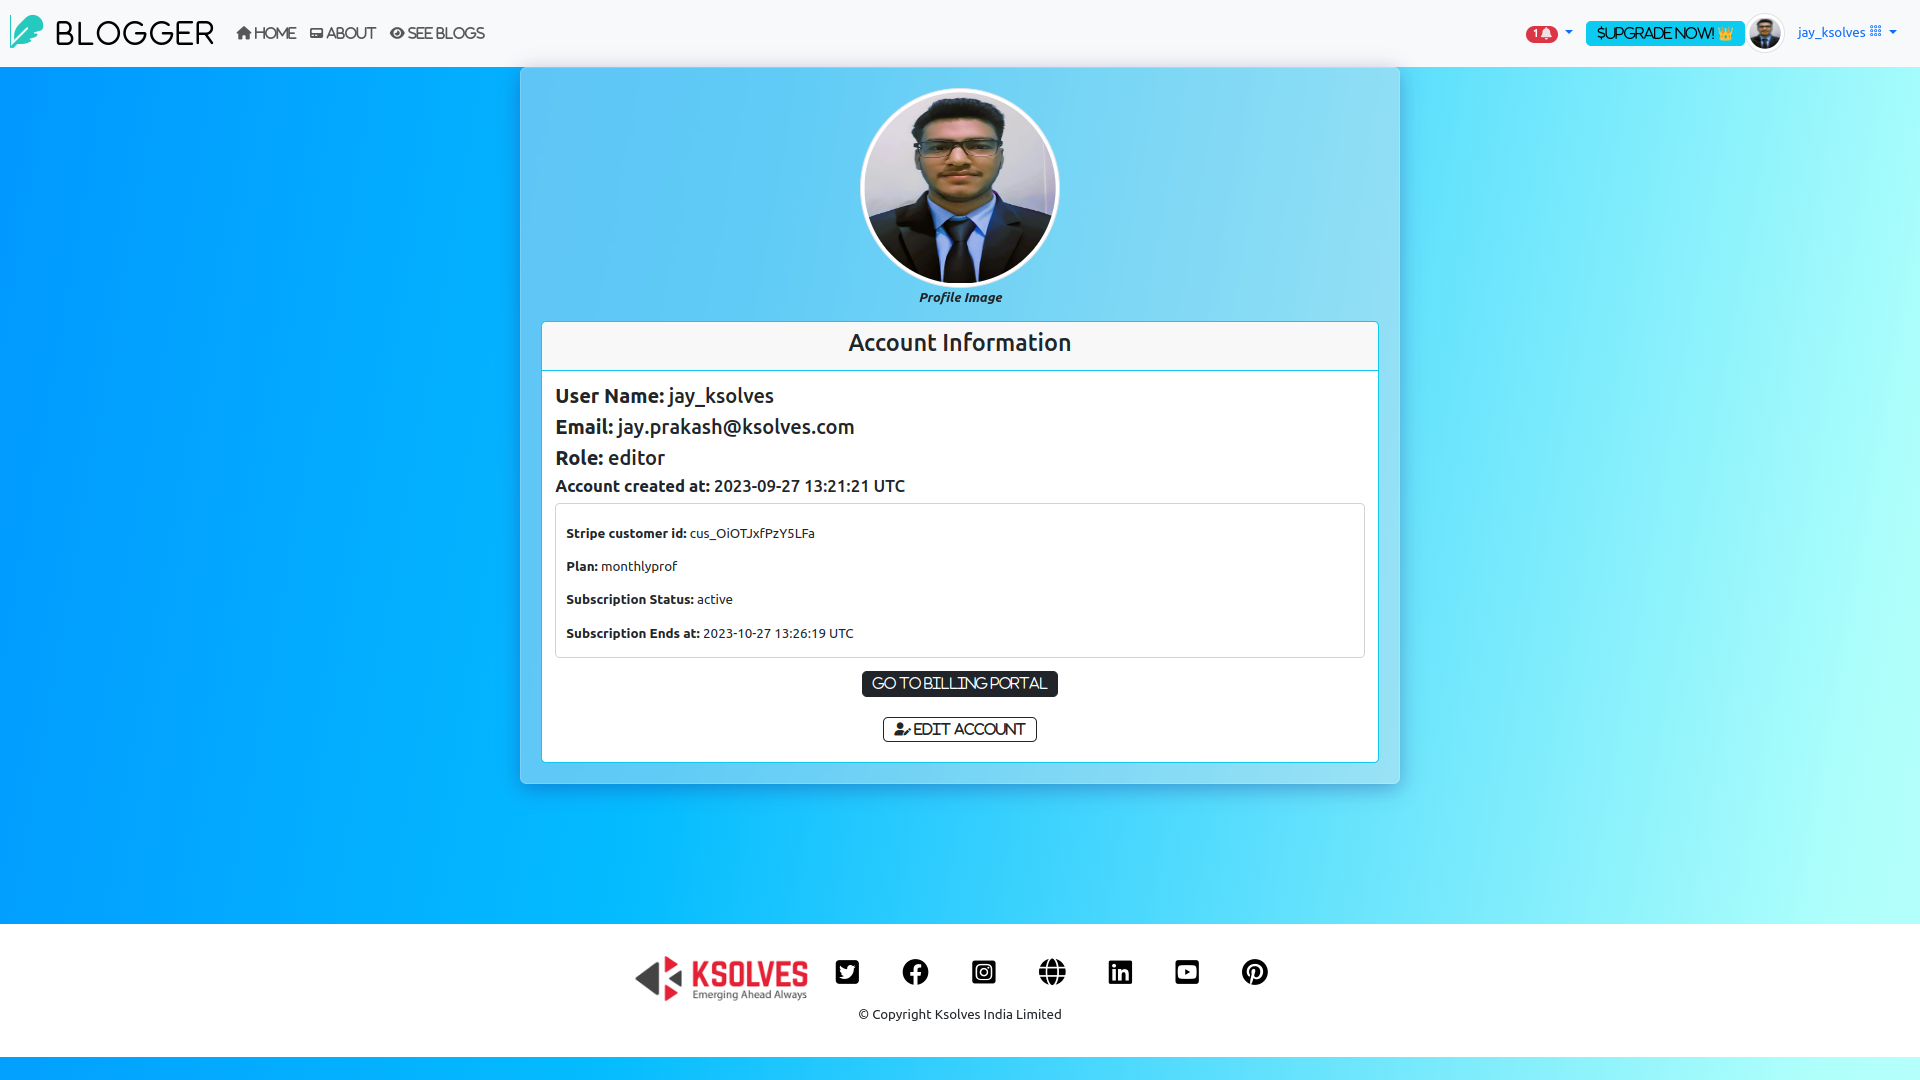 BLOGGER HOME ABOUT SEE BLOGS 1 $UPGRADE NOW! 👑 jay_ksolves
Profile Image
Account Information
User Name: jay_ksolves
Email: jay.prakash@ksolves.com
Role: editor
Account created at: 2023-09-27 13:21:21 UTC
Stripe customer id: cus_OiOTJxfPzY5LFa
Plan: monthlyprof
Subscription Status: active
Subscription Ends at: 2023-10-27 13:26:19 UTC
GO TO BILLING PORTAL
EDIT ACCOUNT
KSOLVES
Emerging Ahead Always
© Copyright Ksolves India Limited